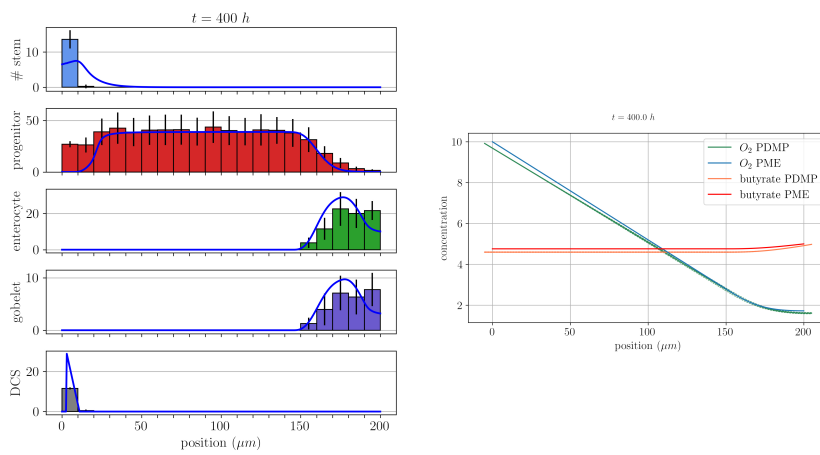 t = 400 h
# stem
10
0
progenitor
50
0
enterocyte
20
0
gobelet
10
0
DCS
20
0
0 50 100 150 200
position (μm)
t = 400.0 h
concentration
10
8
6
4
2
O₂ PDMP
O₂ PME
butyrate PDMP
butyrate PME
0 50 100 150 200
position (μm)